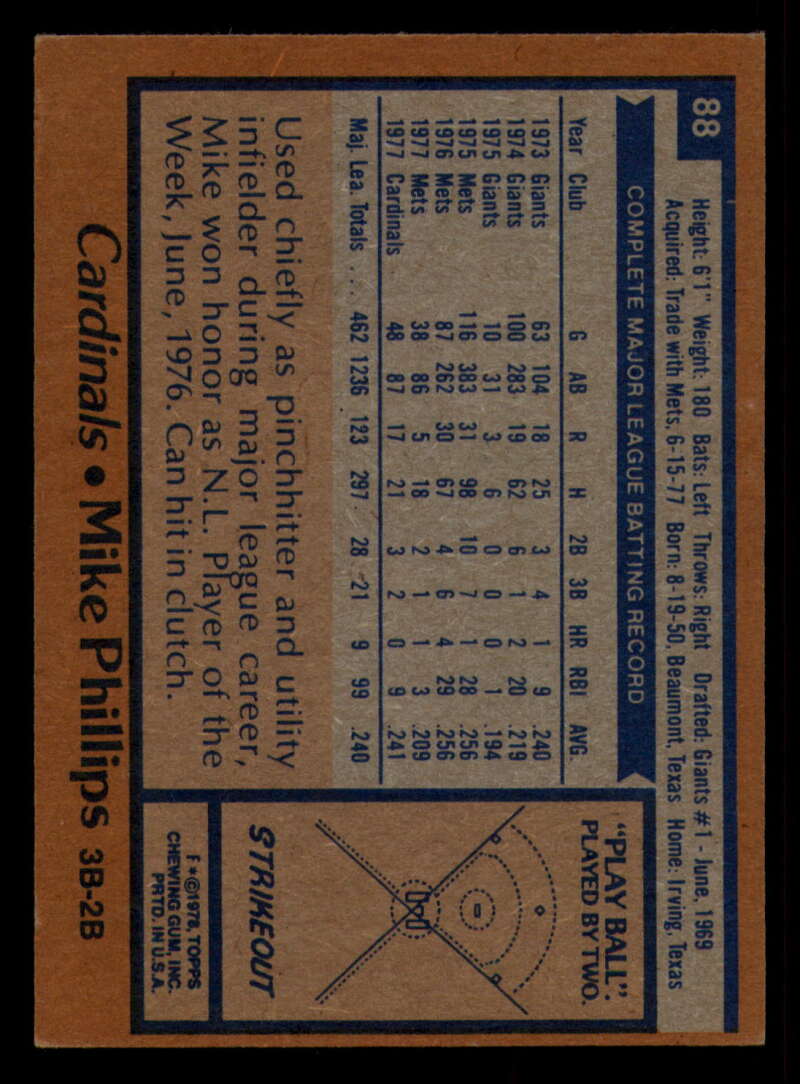 88
Height: 6'1" Weight: 180 Bats: Left Throws: Right Drafted: Giants #1 - June, 1969
Acquired: Trade with Mets, 6-15-77 Born: 8-19-50, Beaumont, Texas Home: Irving, Texas
COMPLETE MAJOR LEAGUE BATTING RECORD
Year Club G AB R H 2B 3B HR RBI AVG.
1973 Giants 63 104 18 25 3 4 1 9 .240
1974 Giants 100 283 19 62 6 1 2 20 .219
1975 Giants 10 31 3 6 0 0 0 1 .194
1975 Mets 116 383 31 98 10 7 1 28 .256
1976 Mets 87 262 30 67 4 6 4 29 .256
1977 Mets 38 86 5 18 2 1 1 3 .209
1977 Cardinals 48 87 17 21 3 2 0 9 .241
Maj. Lea. Totals .... 462 1236 123 297 28 21 9 99 .240
Used chiefly as pinchhitter and utility
infielder during major league career,
Mike won honor as N.L. Player of the
Week, June, 1976. Can hit in clutch.
"PLAY BALL":
PLAYED BY TWO.
STRIKEOUT
F*©1978, TOPPS
CHEWING GUM, INC.
PRTD. IN U.S.A.
Cardinals • Mike Phillips 3B-2B